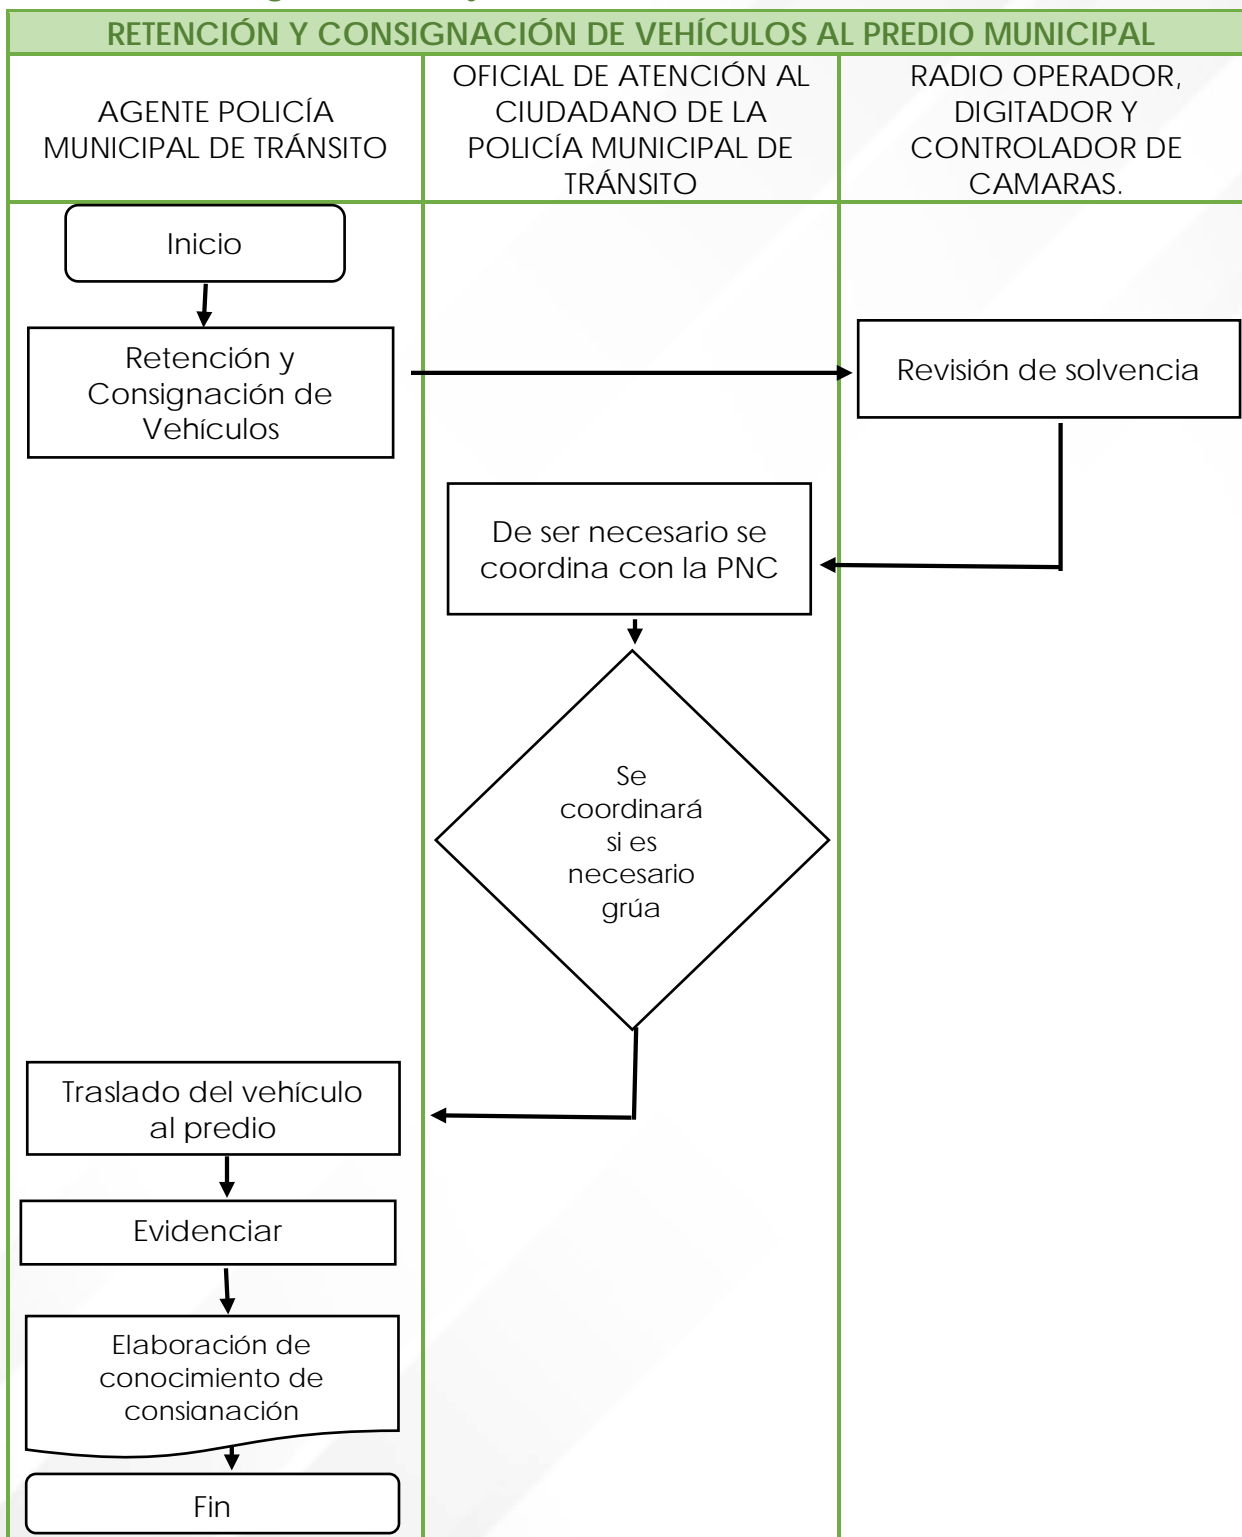 RETENCIÓN Y CONSIGNACIÓN DE VEHÍCULOS AL PREDIO MUNICIPAL
AGENTE POLICÍA
MUNICIPAL DE TRÁNSITO
OFICIAL DE ATENCIÓN AL
CIUDADANO DE LA
POLICÍA MUNICIPAL DE
TRÁNSITO
RADIO OPERADOR,
DIGITADOR Y
CONTROLADOR DE
CAMARAS.
Inicio
Retención y
Consignación de
Vehículos
Revisión de solvencia
De ser necesario se
coordina con la PNC
Se
coordinará
si es
necesario
grúa
Traslado del vehículo
al predio
Evidenciar
Elaboración de
conocimiento de
consignación
Fin